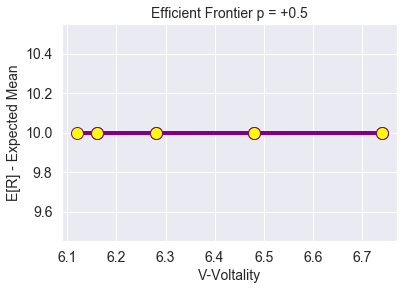 Efficient Frontier p = +0.5
E[R] - Expected Mean
10.4
10.2
10.0
9.8
9.6
6.1 6.2 6.3 6.4 6.5 6.6 6.7
V-Voltality